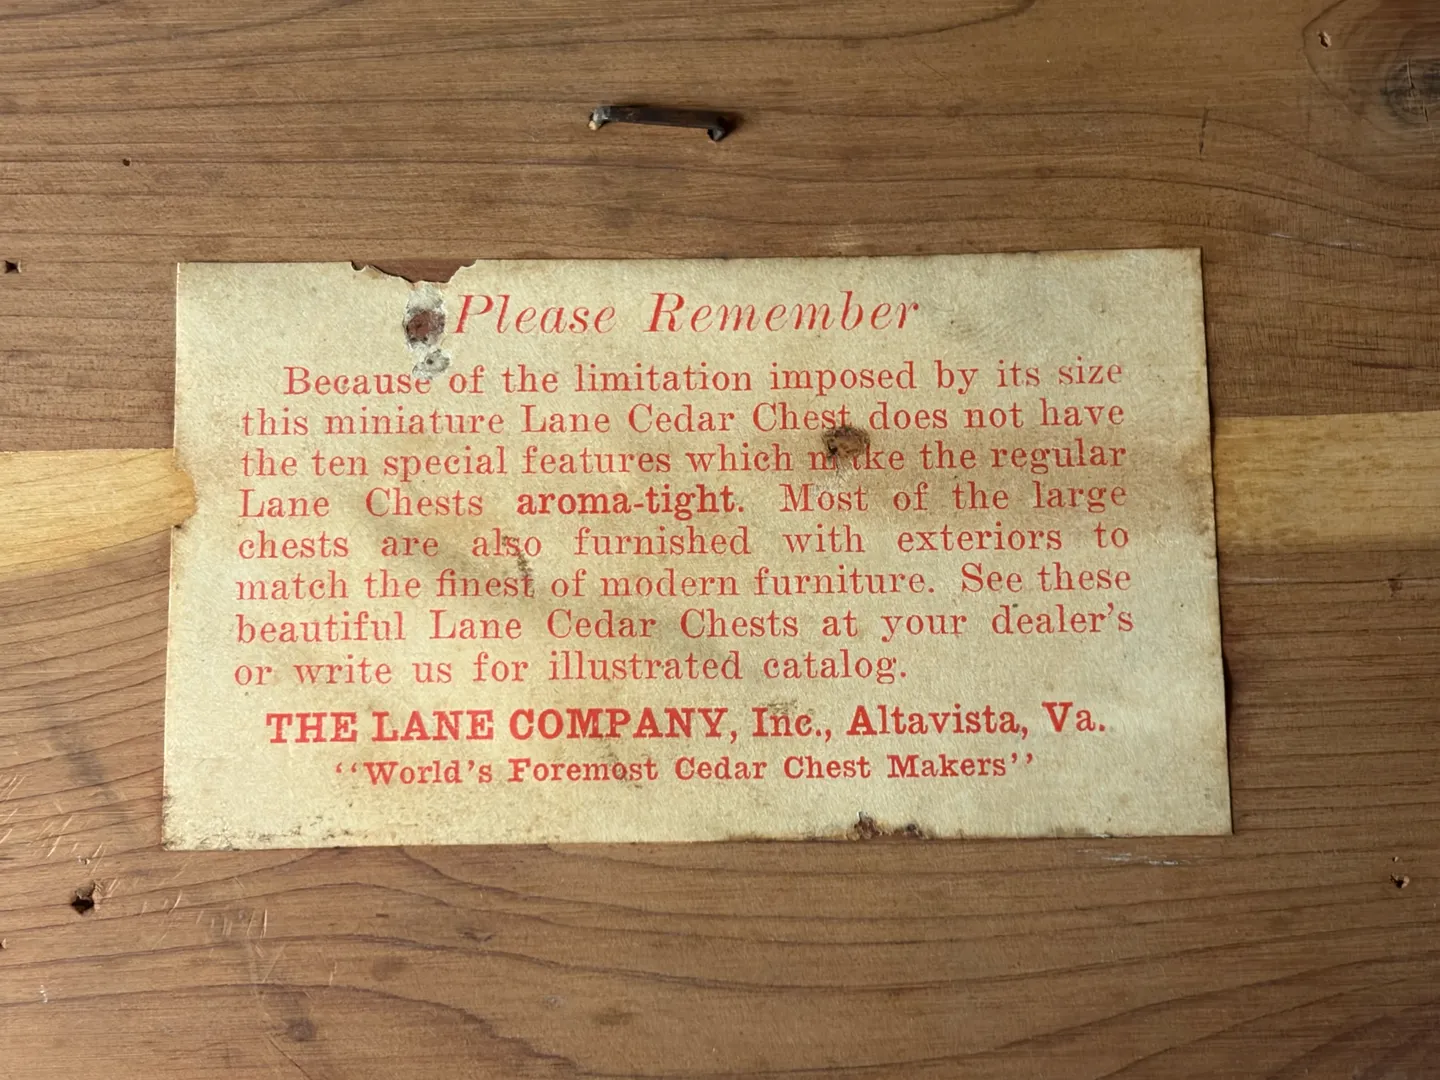 Please Remember
Because of the limitation imposed by its size
this miniature Lane Cedar Chest does not have
the ten special features which make the regular
Lane Chests aroma-tight. Most of the large
chests are also furnished with exteriors to
match the finest of modern furniture. See these
beautiful Lane Cedar Chests at your dealer's
or write us for illustrated catalog.
THE LANE COMPANY, Inc., Altavista, Va.
"World's Foremost Cedar Chest Makers"